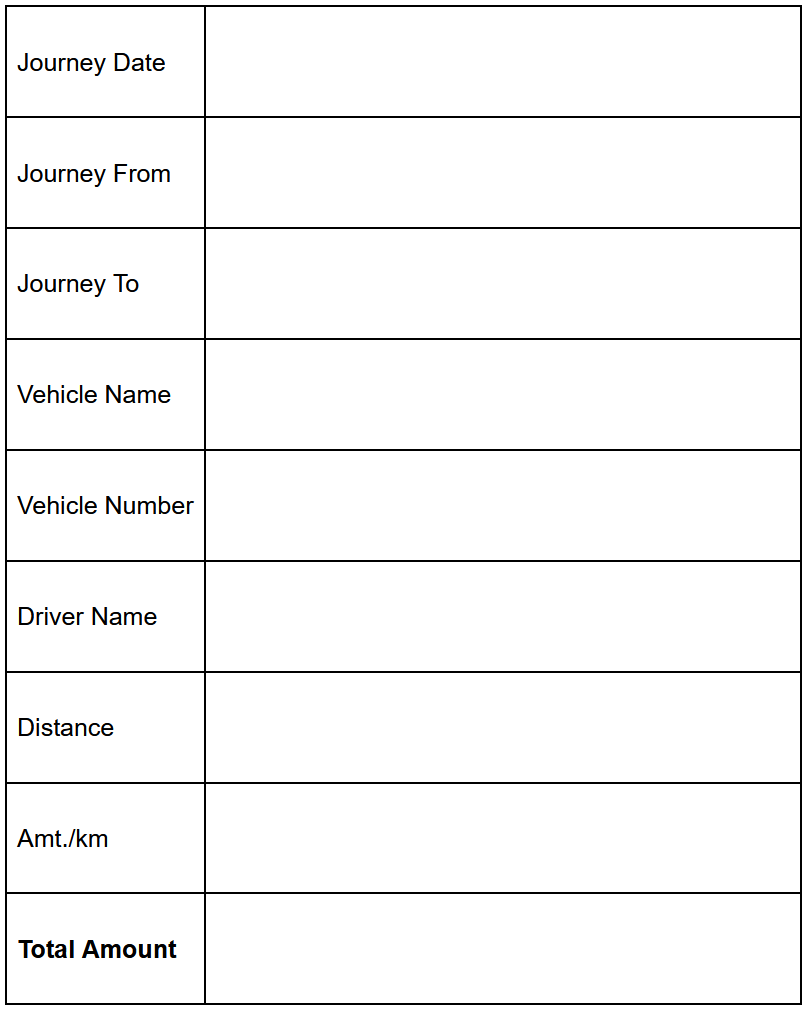 Journey Date
Journey From
Journey To
Vehicle Name
Vehicle Number
Driver Name
Distance
Amt./km
Total Amount